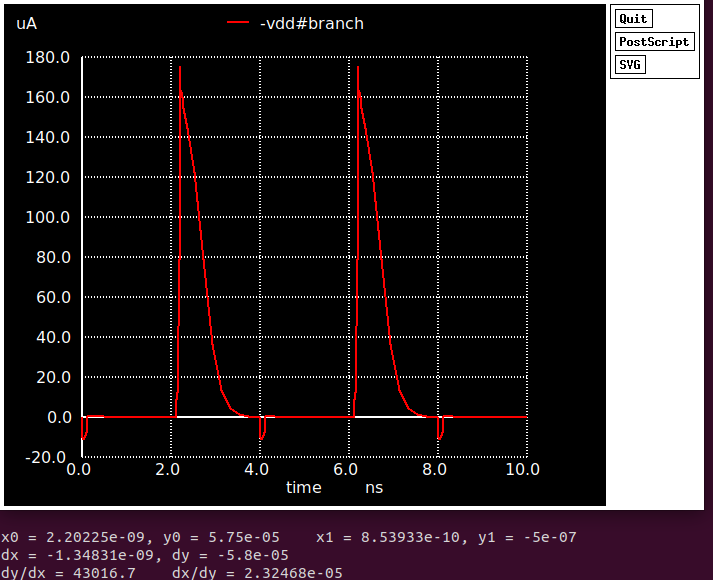 uA
-vdd#branch
Quit
PostScript
SVG
180.0
160.0
140.0
120.0
100.0
80.0
60.0
40.0
20.0
0.0
-20.0
0.0 2.0 4.0 6.0 8.0 10.0
time ns
x0 = 2.20225e-09, y0 = 5.75e-05    x1 = 8.53933e-10, y1 = -5e-07
dx = -1.34831e-09, dy = -5.8e-05
dy/dx = 43016.7    dx/dy = 2.32468e-05